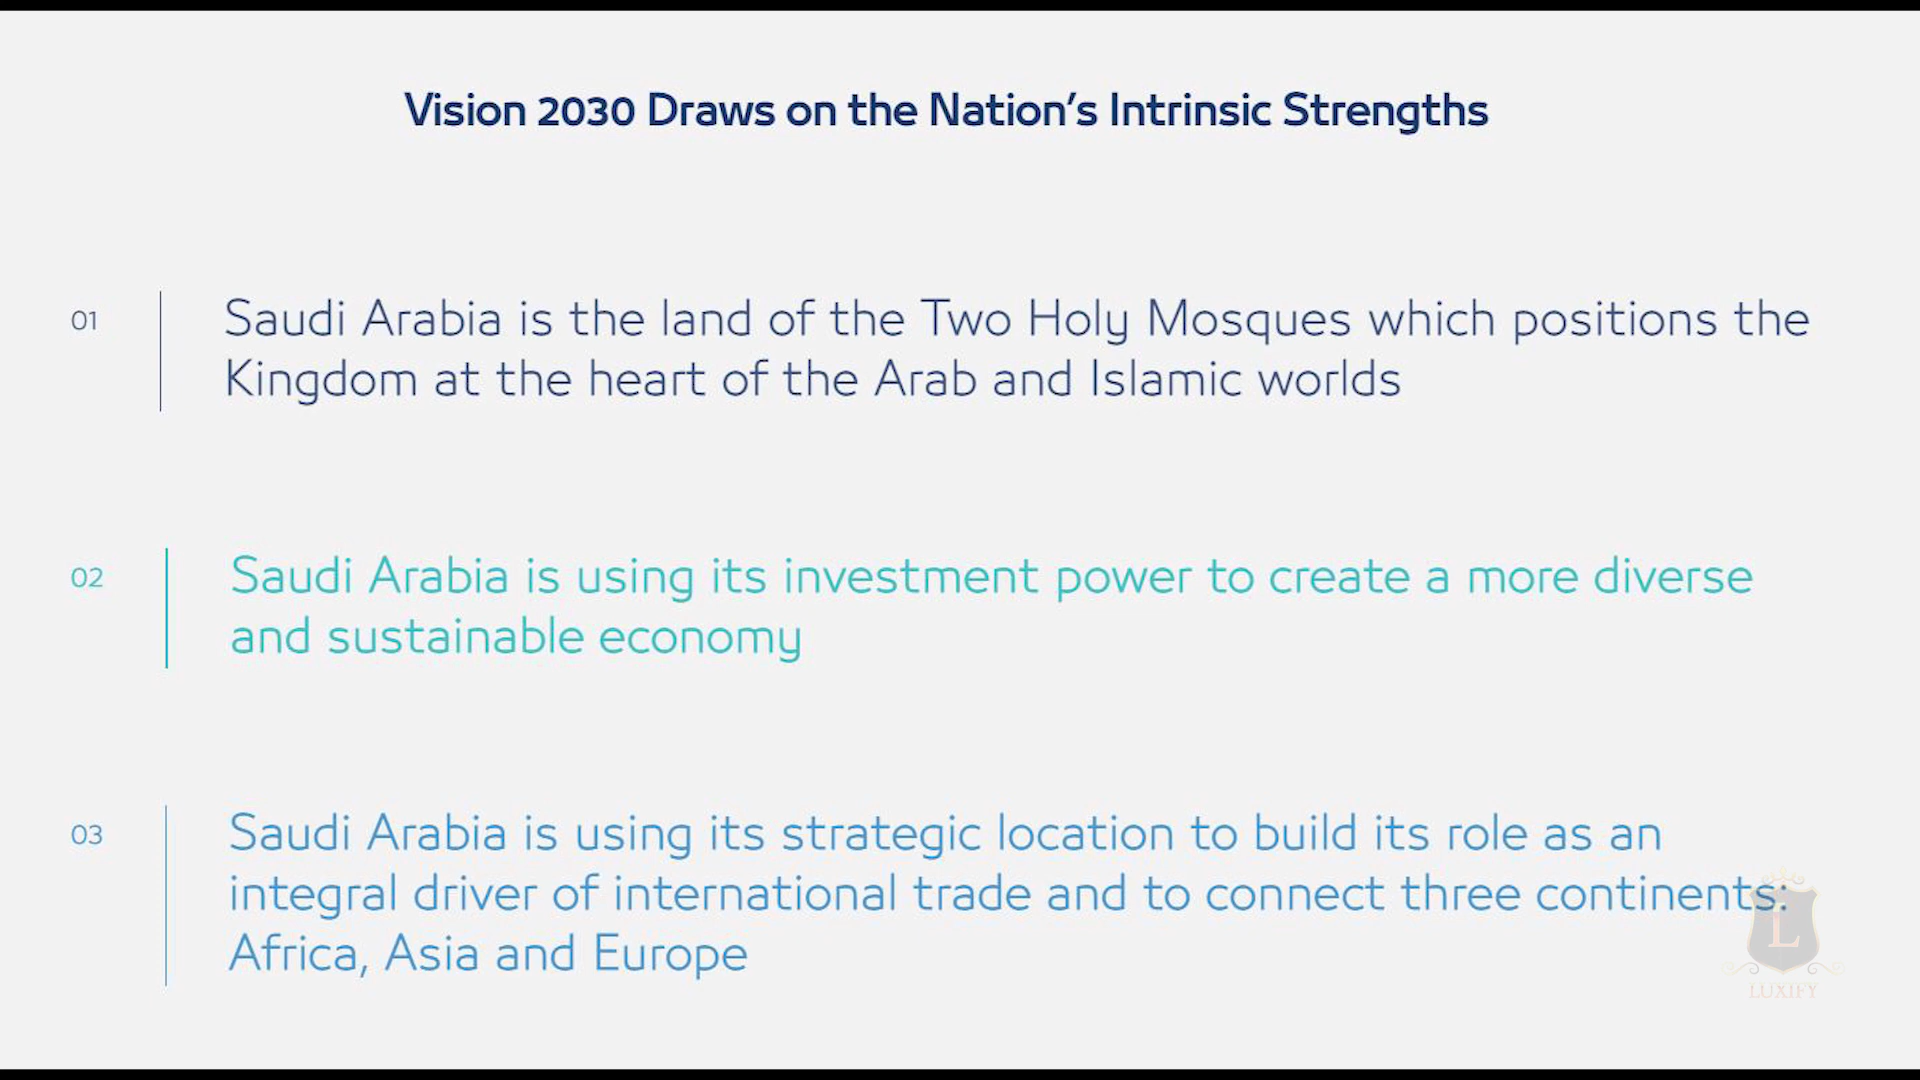 Vision 2030 Draws on the Nation's Intrinsic Strengths
01
Saudi Arabia is the land of the Two Holy Mosques which positions the
Kingdom at the heart of the Arab and Islamic worlds
02
Saudi Arabia is using its investment power to create a more diverse
and sustainable economy
03
Saudi Arabia is using its strategic location to build its role as an
integral driver of international trade and to connect three continents:
Africa, Asia and Europe
L
LUXIFY